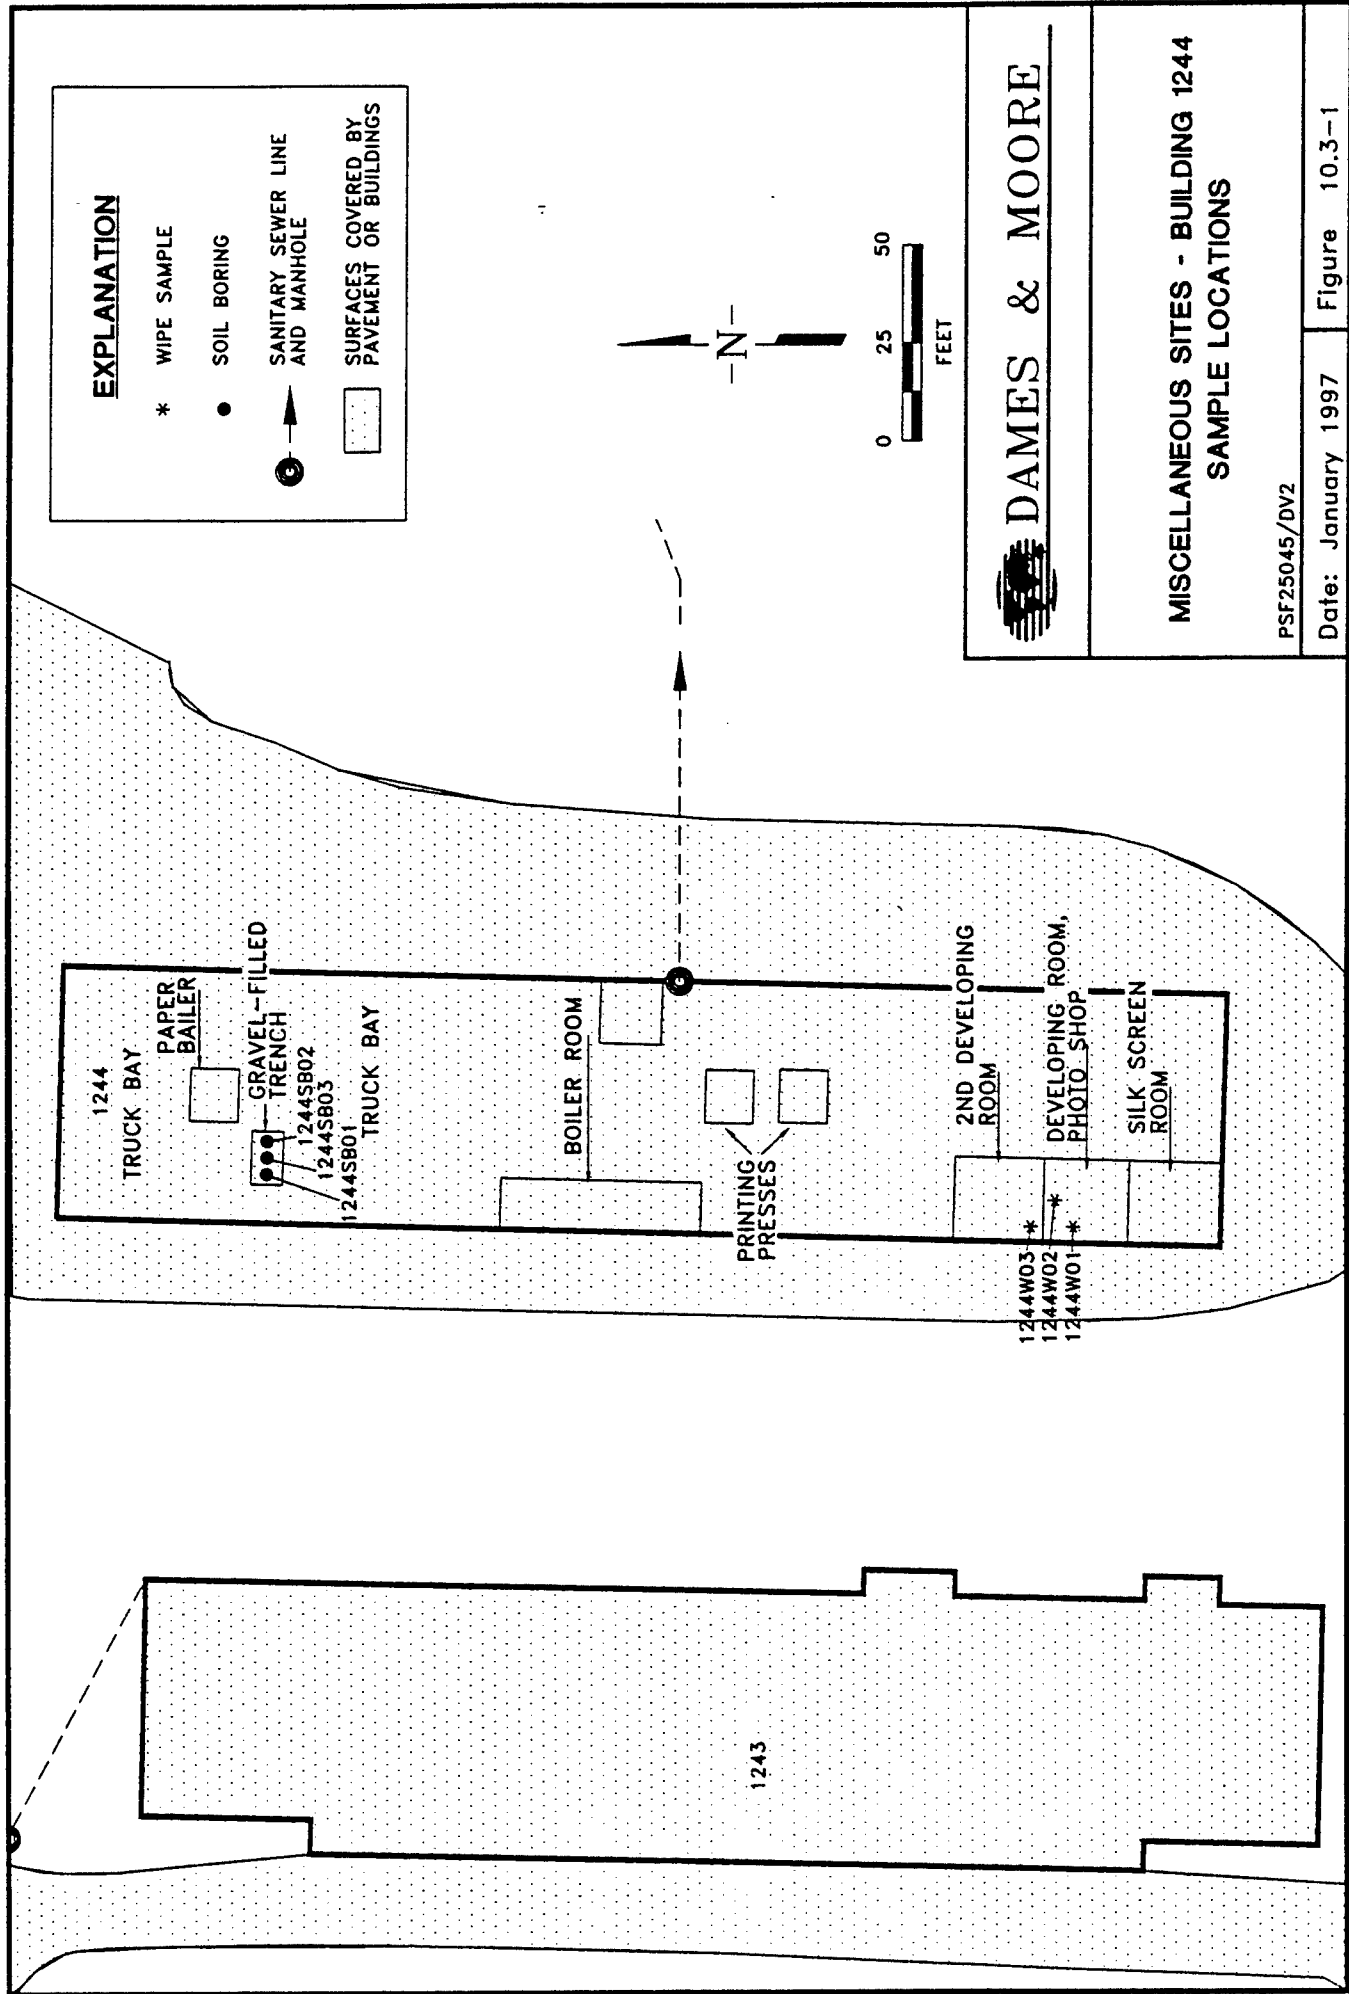 EXPLANATION
* WIPE SAMPLE
SOIL BORING
SANITARY SEWER LINE
AND MANHOLE
SURFACES COVERED BY
PAVEMENT OR BUILDINGS
1244
TRUCK BAY
PAPER
BAILER
GRAVEL-FILLED
TRENCH
1244SB02
1244SB03
1244SB01
TRUCK BAY
BOILER ROOM
PRINTING
PRESSES
2ND DEVELOPING
ROOM
DEVELOPING ROOM,
PHOTO SHOP
SILK SCREEN
ROOM
1244W03 *
1244W02 *
1244W01 *
1243
-N-
0 25 50
FEET
DAMES & MOORE
MISCELLANEOUS SITES - BUILDING 1244
SAMPLE LOCATIONS
PSF25045/DV2
Date: January 1997
Figure 10.3-1